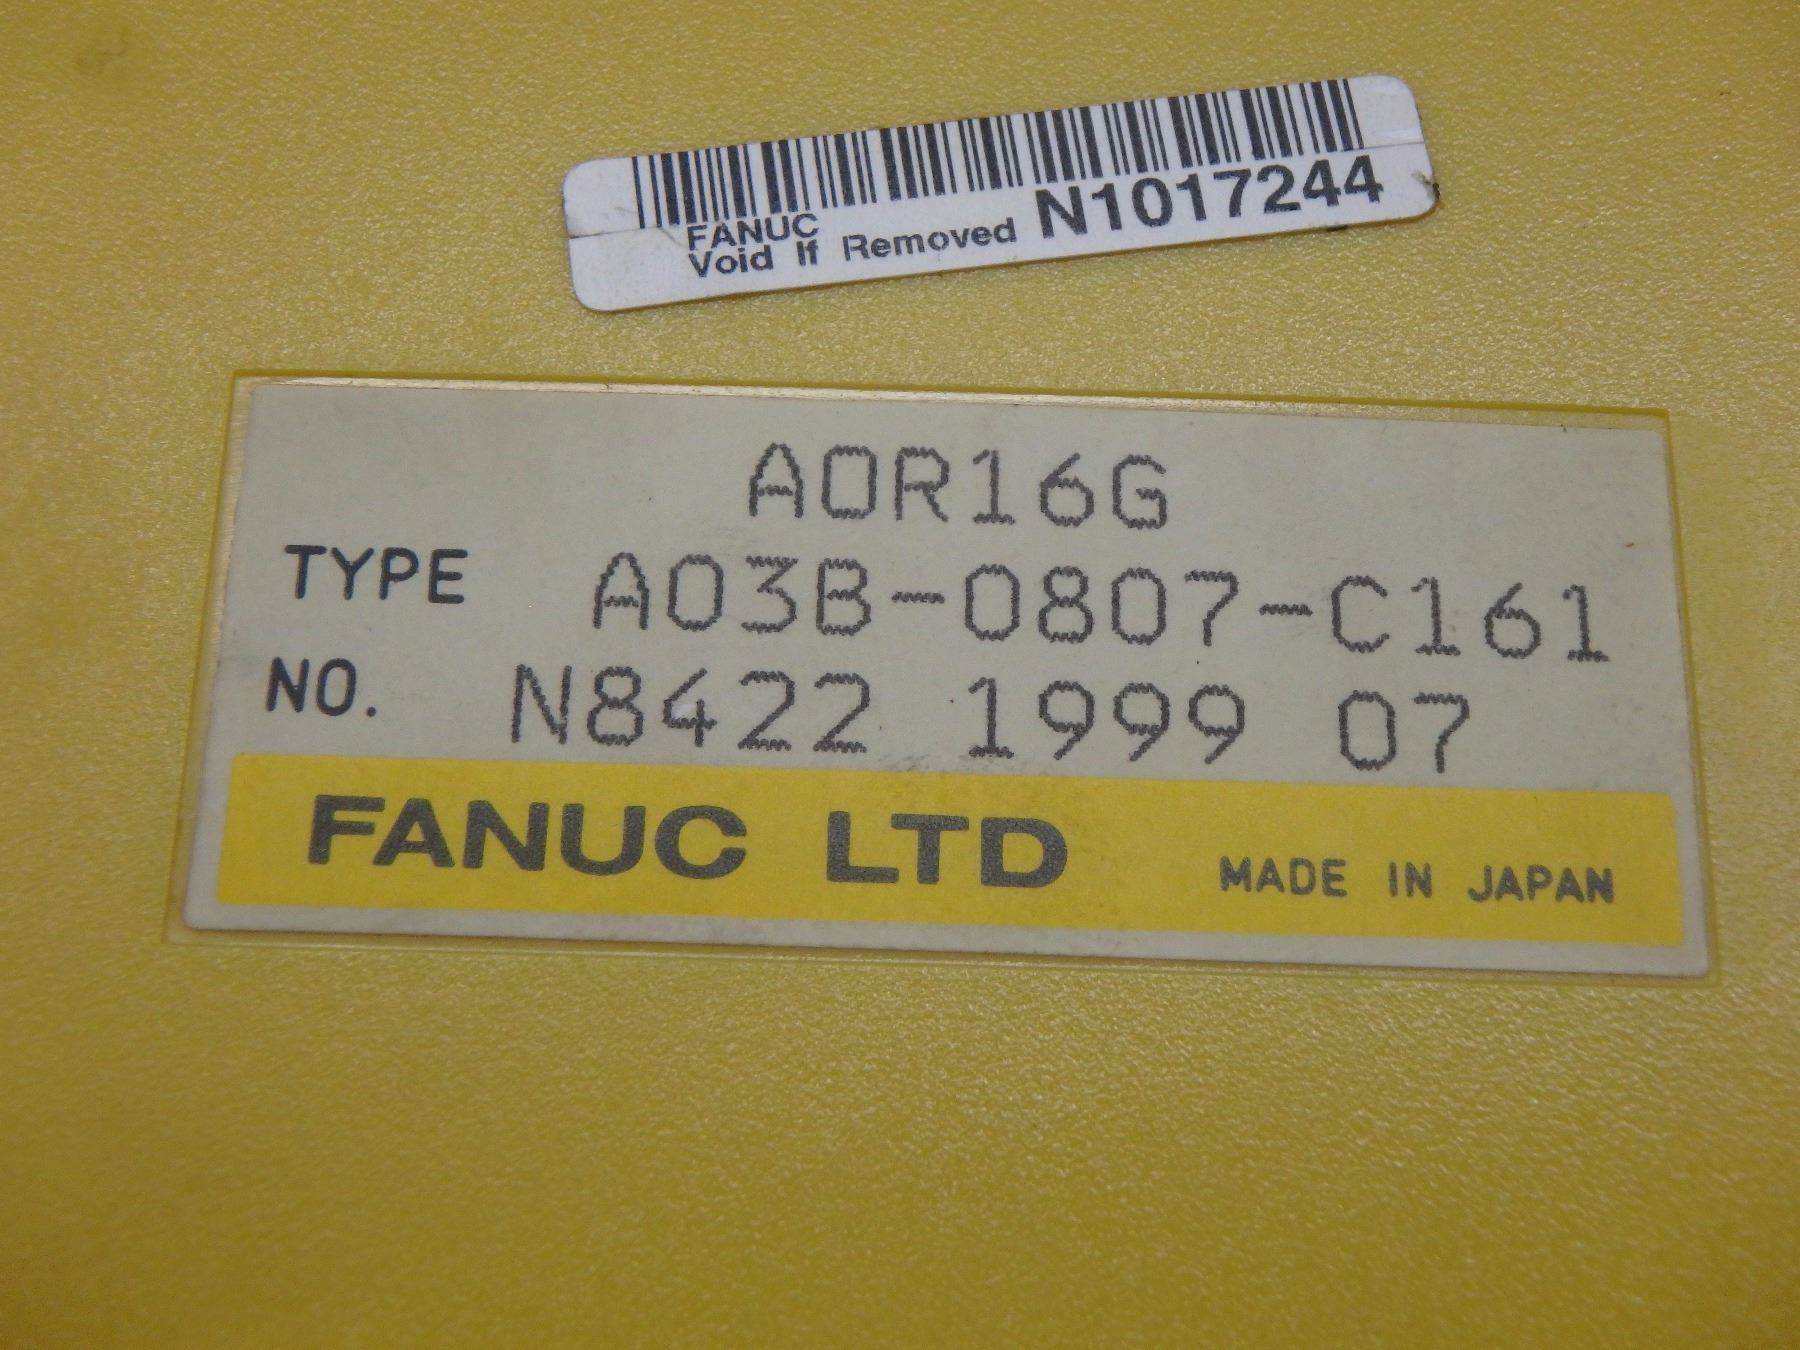 FANUC
Void If Removed N1017244
AOR16G
TYPE A03B-0807-C161
NO. N8422 1999 07
FANUC LTD MADE IN JAPAN